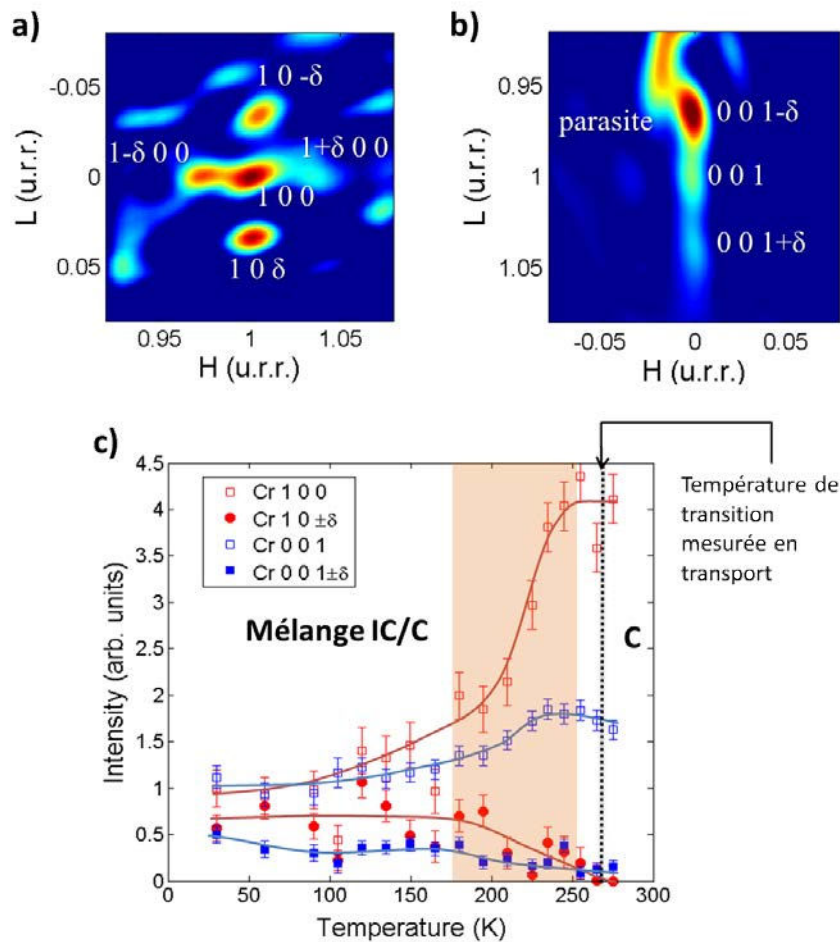 a)
1 0 -δ
1-δ 0 0
1+δ 0 0
1 0 0
1 0 δ
-0.05
0
0.05
L (u.r.r.)
0.95
1
1.05
H (u.r.r.)
b)
parasite
0 0 1-δ
0 0 1
0 0 1+δ
0.95
1
1.05
L (u.r.r.)
-0.05
0
0.05
H (u.r.r.)
c)
Cr 1 0 0
Cr 1 0 ±δ
Cr 0 0 1
Cr 0 0 1±δ
Mélange IC/C
C
Température de
transition
mesurée en
transport
4.5
4
3.5
3
2.5
2
1.5
1
0.5
0
Intensity (arb. units)
0
50
100
150
200
250
300
Temperature (K)